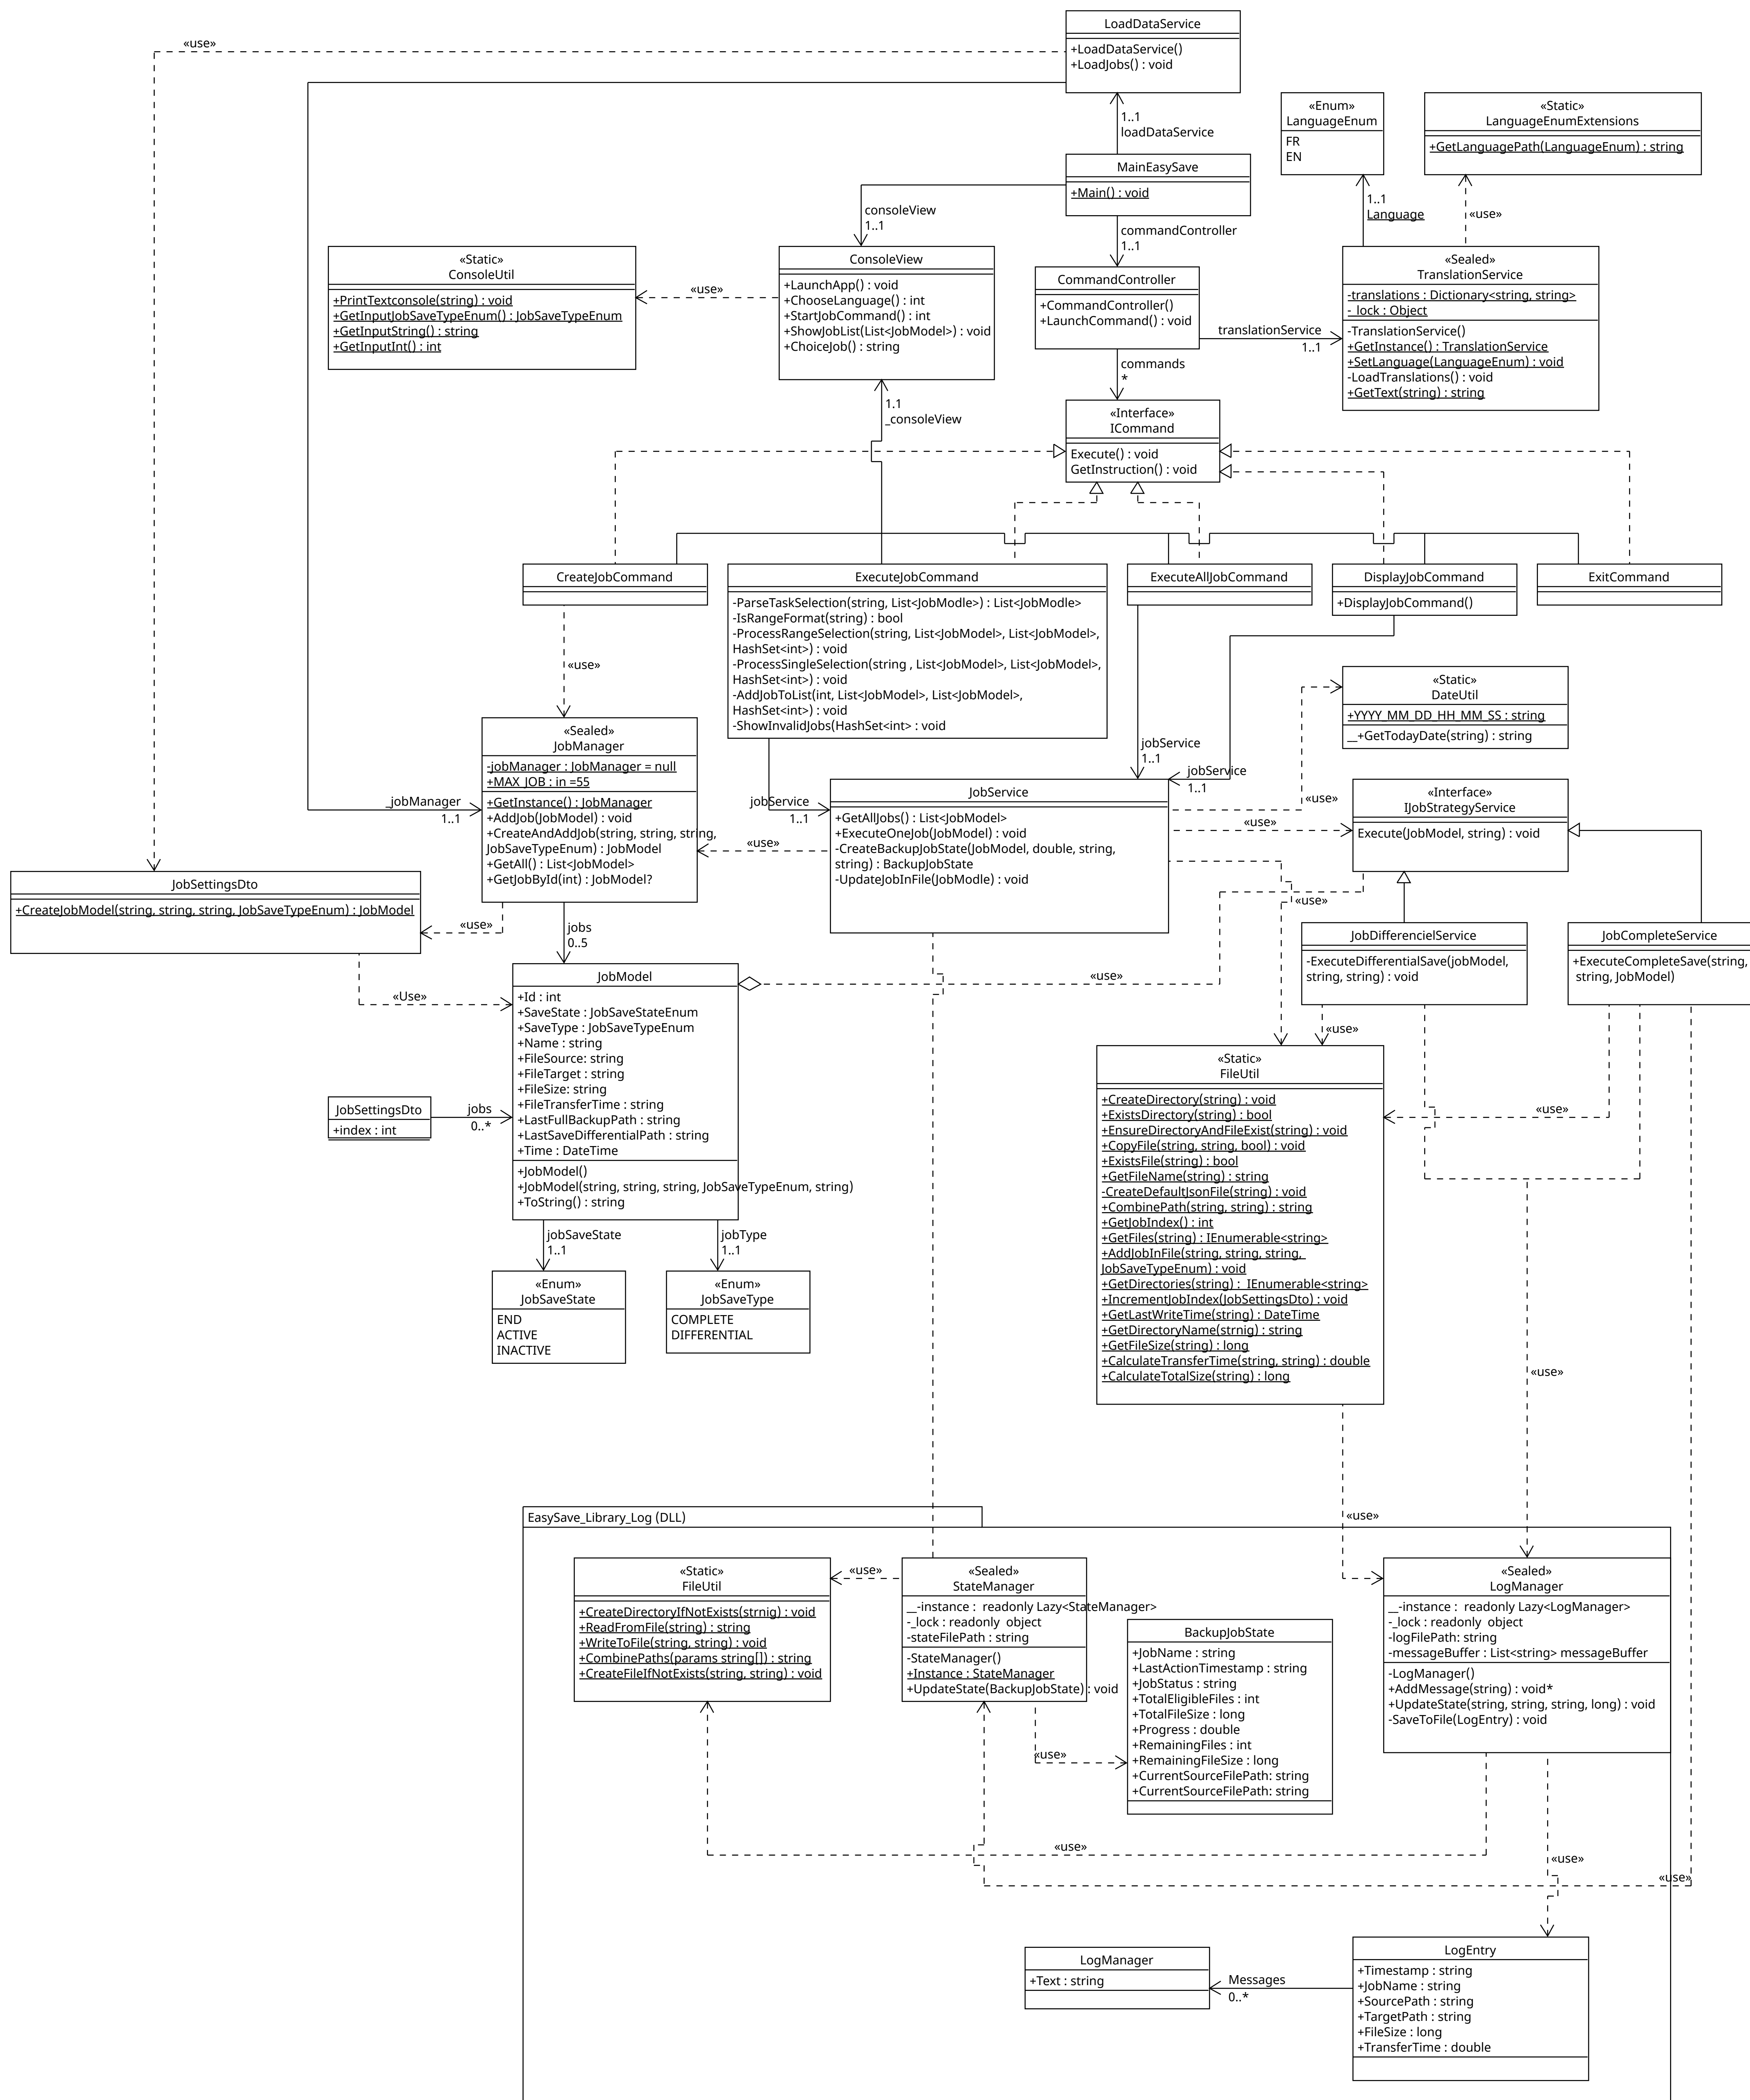 LoadDataService
+LoadDataService()
+LoadJobs() : void
«use»
1..1
loadDataService
«Enum»
LanguageEnum
FR
EN
«Static»
LanguageEnumExtensions
+GetLanguagePath(LanguageEnum) : string
MainEasySave
+Main() : void
consoleView
1..1
commandController
1..1
1..1
Language
«use»
«Static»
ConsoleUtil
+PrintTextconsole(string) : void
+GetInputJobSaveTypeEnum() : JobSaveTypeEnum
+GetInputString() : string
+GetInputInt() : int
«use»
ConsoleView
+LaunchApp() : void
+ChooseLanguage() : int
+StartJobCommand() : int
+ShowJobList(List<JobModel>) : void
+ChoiceJob() : string
CommandController
+CommandController()
+LaunchCommand() : void
translationService
1..1
«Sealed»
TranslationService
-translations : Dictionary<string, string>
-_lock : Object
-TranslationService()
+GetInstance() : TranslationService
+SetLanguage(LanguageEnum) : void
-LoadTranslations() : void
+GetText(string) : string
commands
*
1.1
_consoleView
«Interface»
ICommand
Execute() : void
GetInstruction() : void
CreateJobCommand
ExecuteJobCommand
-ParseTaskSelection(string, List<JobModle>) : List<JobModle>
-IsRangeFormat(string) : bool
-ProcessRangeSelection(string, List<JobModel>, List<JobModel>,
HashSet<int>) : void
-ProcessSingleSelection(string , List<JobModel>, List<JobModel>,
HashSet<int>) : void
-AddJobToList(int, List<JobModel>, List<JobModel>,
HashSet<int>) : void
-ShowInvalidJobs(HashSet<int> : void
ExecuteAllJobCommand
DisplayJobCommand
+DisplayJobCommand()
ExitCommand
«use»
«Static»
DateUtil
+YYYY_MM_DD_HH_MM_SS : string
__+GetTodayDate(string) : string
«Sealed»
JobManager
-jobManager : JobManager = null
+MAX_JOB : in =55
+GetInstance() : JobManager
+AddJob(JobModel) : void
+CreateAndAddJob(string, string, string,
JobSaveTypeEnum) : JobModel
+GetAll() : List<JobModel>
+GetJobById(int) : JobModel?
_jobManager
1..1
jobService
1..1
jobService
1..1
jobService
1..1
JobService
+GetAllJobs() : List<JobModel>
+ExecuteOneJob(JobModel) : void
-CreateBackupJobState(JobModel, double, string,
string) : BackupJobState
-UpdateJobInFile(JobModle) : void
«use»
«use»
«use»
«use»
«Interface»
IJobStrategyService
Execute(JobModel, string) : void
JobSettingsDto
+CreateJobModel(string, string, string, JobSaveTypeEnum) : JobModel
«use»
jobs
0..5
JobDifferencielService
-ExecuteDifferentialSave(jobModel,
string, string) : void
JobCompleteService
+ExecuteCompleteSave(string,
string, JobModel)
«Use»
«use»
«use»
JobModel
+Id : int
+SaveState : JobSaveStateEnum
+SaveType : JobSaveTypeEnum
+Name : string
+FileSource: string
+FileTarget : string
+FileSize: string
+FileTransferTime : string
+LastFullBackupPath : string
+LastSaveDifferentialPath : string
+Time : DateTime
+JobModel()
+JobModel(string, string, string, JobSaveTypeEnum, string)
+ToString() : string
JobSettingsDto
+index : int
jobs
0..*
«Static»
FileUtil
+CreateDirectory(string) : void
+ExistsDirectory(string) : bool
+EnsureDirectoryAndFileExist(string) : void
+CopyFile(string, string, bool) : void
+ExistsFile(string) : bool
+GetFileName(string) : string
-CreateDefaultJsonFile(string) : void
+CombinePath(string, string) : string
+GetJobIndex() : int
+GetFiles(string) : IEnumerable<string>
+AddJobInFile(string, string, string,
JobSaveTypeEnum) : void
+GetDirectories(string) :  IEnumerable<string>
+IncrementJobIndex(JobSettingsDto) : void
+GetLastWriteTime(string) : DateTime
+GetDirectoryName(strnig) : string
+GetFileSize(string) : long
+CalculateTransferTime(string, string) : double
+CalculateTotalSize(string) : long
«use»
jobSaveState
1..1
jobType
1..1
«Enum»
JobSaveState
END
ACTIVE
INACTIVE
«Enum»
JobSaveType
COMPLETE
DIFFERENTIAL
«use»
«use»
EasySave_Library_Log (DLL)
«Static»
FileUtil
+CreateDirectoryIfNotExists(strnig) : void
+ReadFromFile(string) : string
+WriteToFile(string, string) : void
+CombinePaths(params string[]) : string
+CreateFileIfNotExists(string, string) : void
«use»
«Sealed»
StateManager
__-instance :  readonly Lazy<StateManager>
-_lock : readonly  object
-stateFilePath : string
-StateManager()
+Instance : StateManager
+UpdateState(BackupJobState) : void
«use»
BackupJobState
+JobName : string
+LastActionTimestamp : string
+JobStatus : string
+TotalEligibleFiles : int
+TotalFileSize : long
+Progress : double
+RemainingFiles : int
+RemainingFileSize : long
+CurrentSourceFilePath: string
+CurrentSourceFilePath: string
«Sealed»
LogManager
__-instance :  readonly Lazy<LogManager>
-_lock : readonly  object
-logFilePath: string
-messageBuffer : List<string> messageBuffer
-LogManager()
+AddMessage(string) : void*
+UpdateState(string, string, string, long) : void
-SaveToFile(LogEntry) : void
«use»
«use»
«use»
LogManager
+Text : string
Messages
0..*
LogEntry
+Timestamp : string
+JobName : string
+SourcePath : string
+TargetPath : string
+FileSize : long
+TransferTime : double